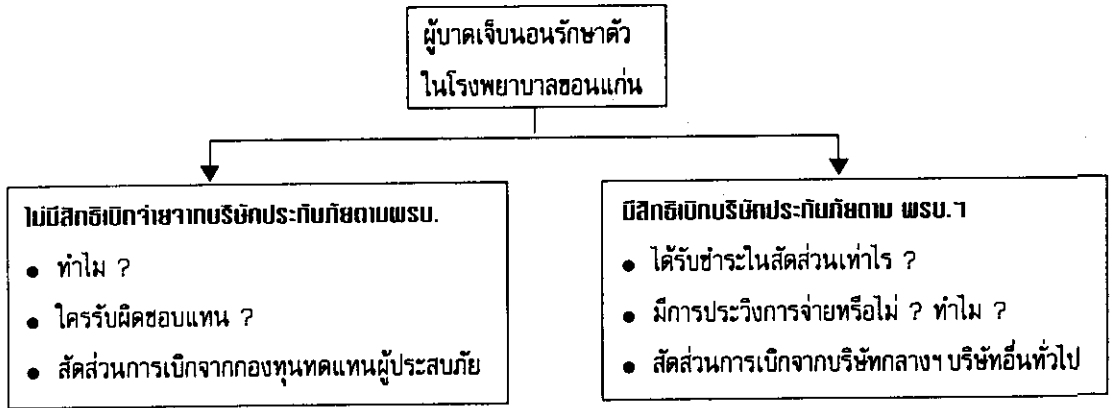 ผู้บาดเจ็บนอนรักษาตัว
ในโรงพยาบาลขอนแก่น
ไม่มีสิทธิเบิกจ่ายจากบริษัทประกันภัยตามพรบ.
● ทำไม ?
● ใครรับผิดชอบแทน ?
● สัดส่วนการเบิกจากกองทุนทดแทนผู้ประสบภัย
มีสิทธิเบิกบริษัทประกันภัยตาม พรบ.ฯ
● ได้รับชำระในสัดส่วนเท่าไร ?
● มีการประวิงการจ่ายหรือไม่ ? ทำไม ?
● สัดส่วนการเบิกจากบริษัทกลางฯ บริษัทอื่นทั่วไป